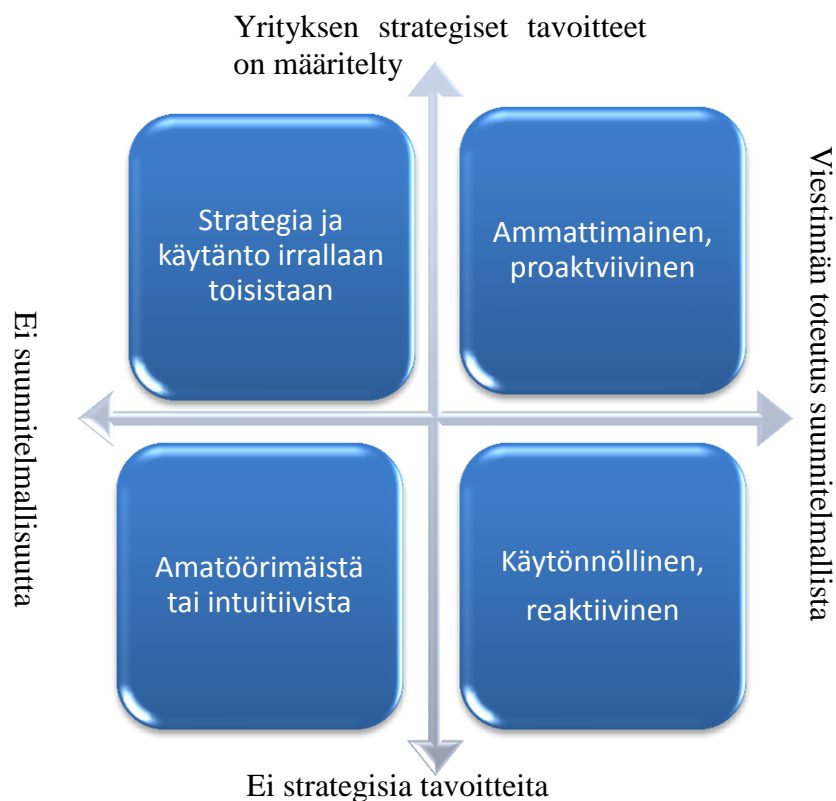 Yrityksen strategiset tavoitteet
on määritelty
Strategia ja
käytänto irrallaan
toisistaan
Ammattimainen,
proaktviivinen
Ei suunnitelmallisuutta
Viestinnän toteutus suunnitelmallista
Amatöörimäistä
tai intuitiivista
Käytönnöllinen,
reaktiivinen
Ei strategisia tavoitteita